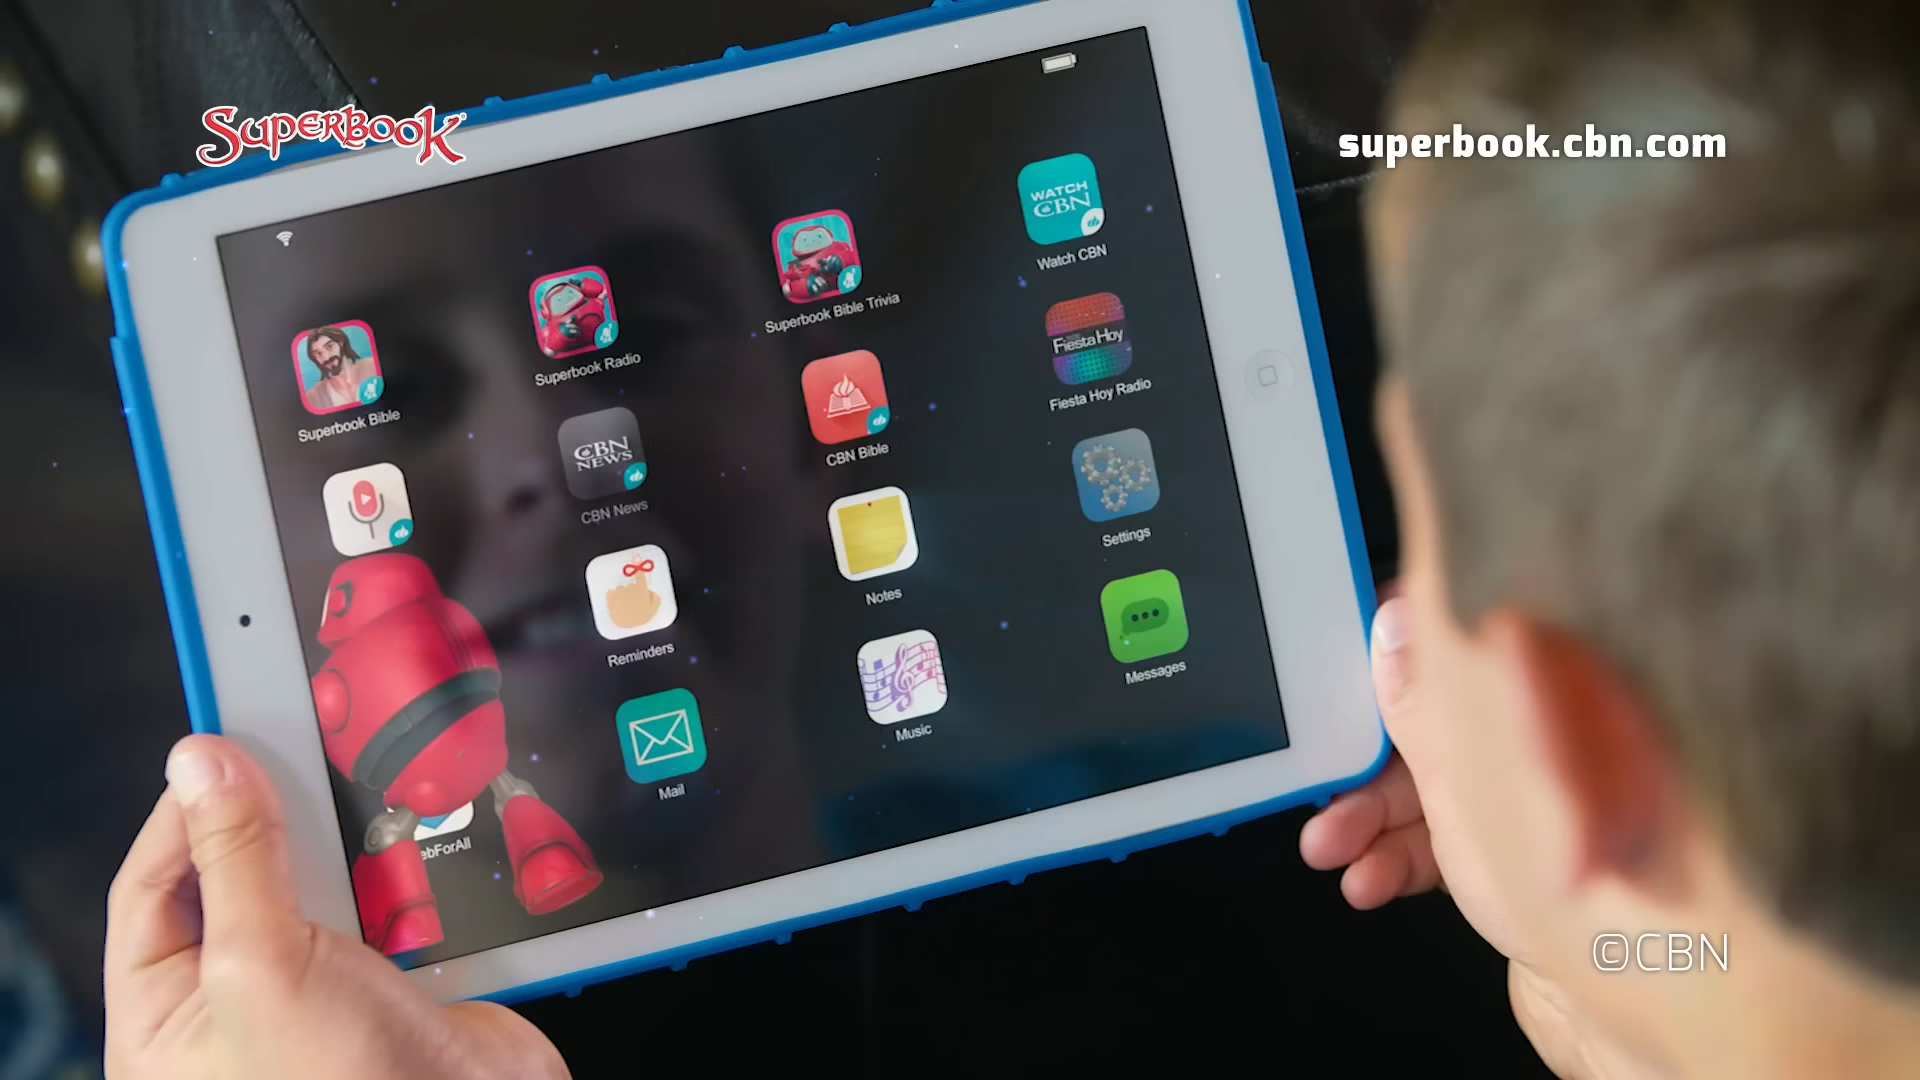 SUPERBOOK
superbook.cbn.com
WATCH
CBN
Watch CBN
Superbook Bible Trivia
Superbook Radio
Fiesta Hoy
Fiesta Hoy Radio
Superbook Bible
CBN
NEWS
CBN News
CBN Bible
Settings
Notes
Reminders
Messages
Music
Mail
ebForAll
©CBN